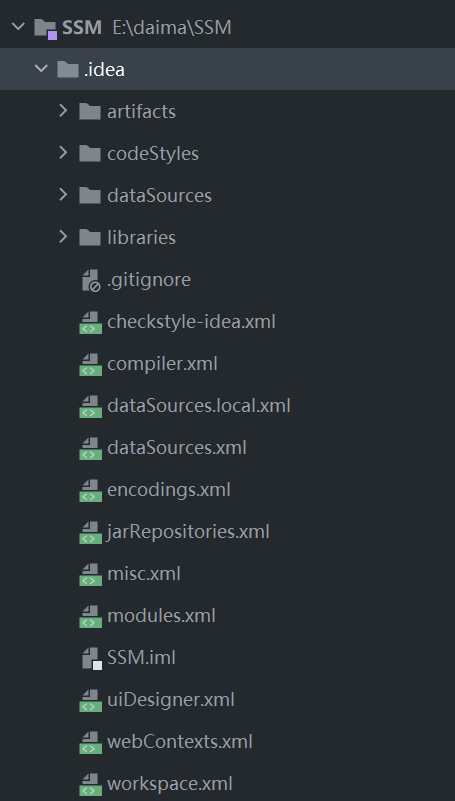 SSM E:\daima\SSM
.idea
artifacts
codeStyles
dataSources
libraries
.gitignore
checkstyle-idea.xml
compiler.xml
dataSources.local.xml
dataSources.xml
encodings.xml
jarRepositories.xml
misc.xml
modules.xml
SSM.iml
uiDesigner.xml
webContexts.xml
workspace.xml